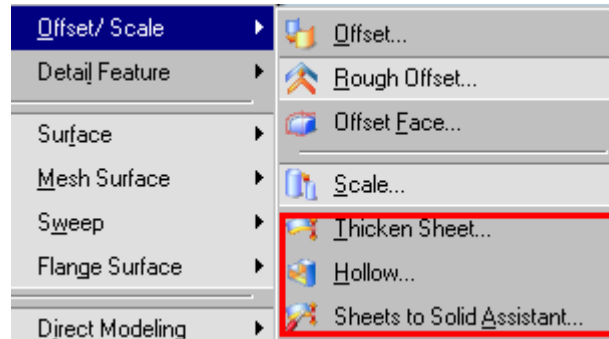 Offset/ Scale
Detail Feature
Surface
Mesh Surface
Sweep
Flange Surface
Direct Modeling
Offset...
Rough Offset...
Offset Face...
Scale...
Thicken Sheet...
Hollow...
Sheets to Solid Assistant...